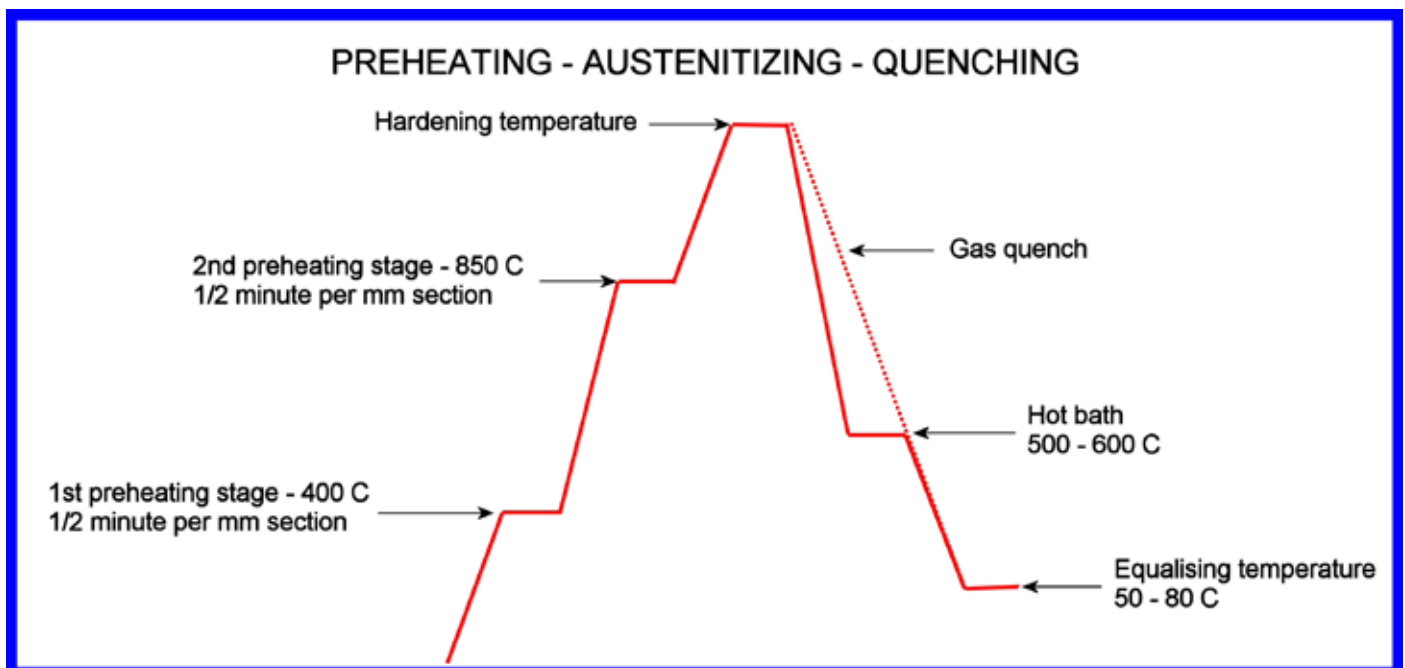 PREHEATING - AUSTENITIZING - QUENCHING
Hardening temperature
Gas quench
2nd preheating stage - 850 C
1/2 minute per mm section
Hot bath
500 - 600 C
1st preheating stage - 400 C
1/2 minute per mm section
Equalising temperature
50 - 80 C